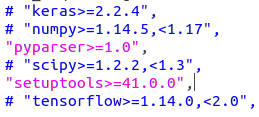 # "keras>=2.2.4",
# "numpy>=1.14.5,<1.17",
"pyparser>=1.0",
# "scipy>=1.2.2,<1.3",
"setuptools>=41.0.0",
# "tensorflow>=1.14.0,<2.0",